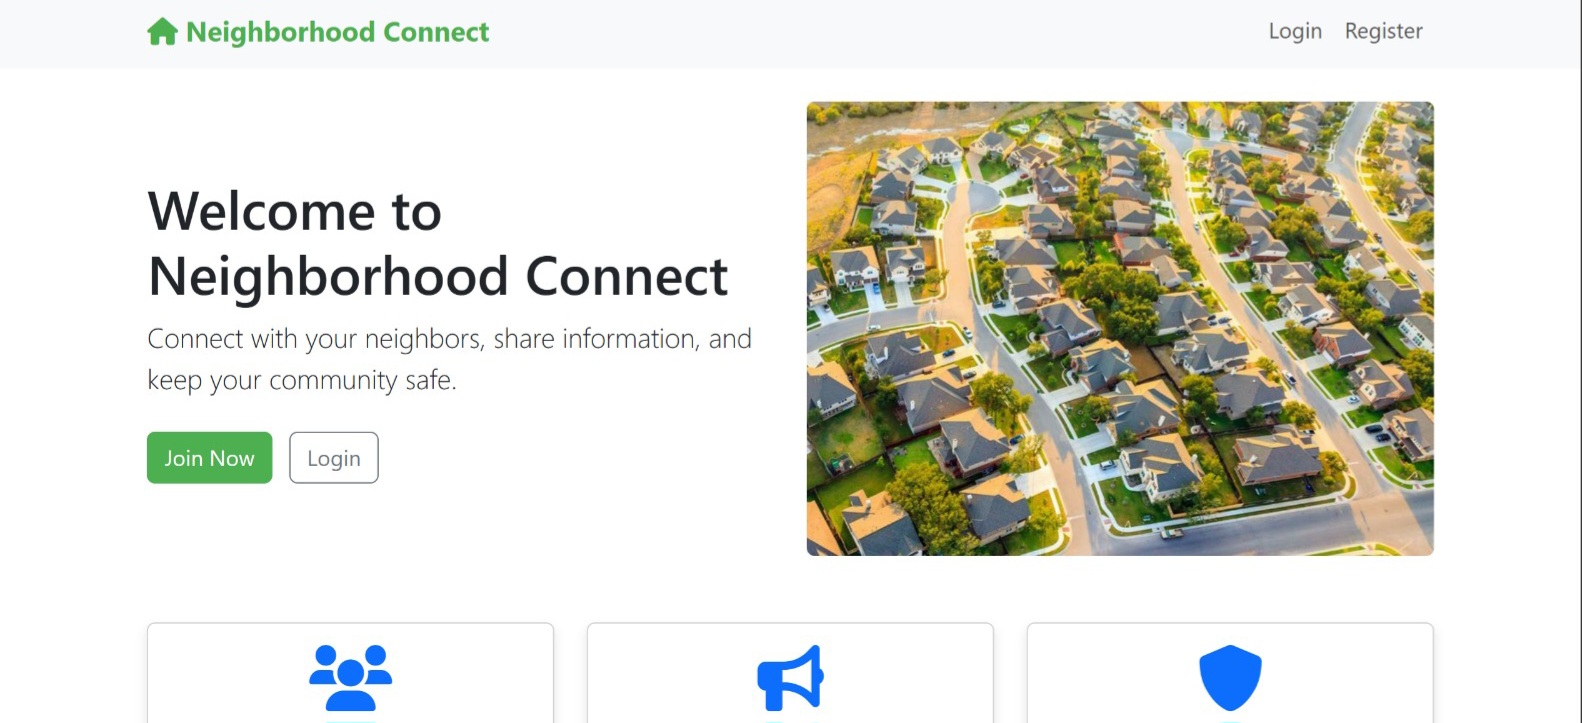 Neighborhood Connect
Login
Register
Welcome to
Neighborhood Connect
Connect with your neighbors, share information, and
keep your community safe.
Join Now
Login